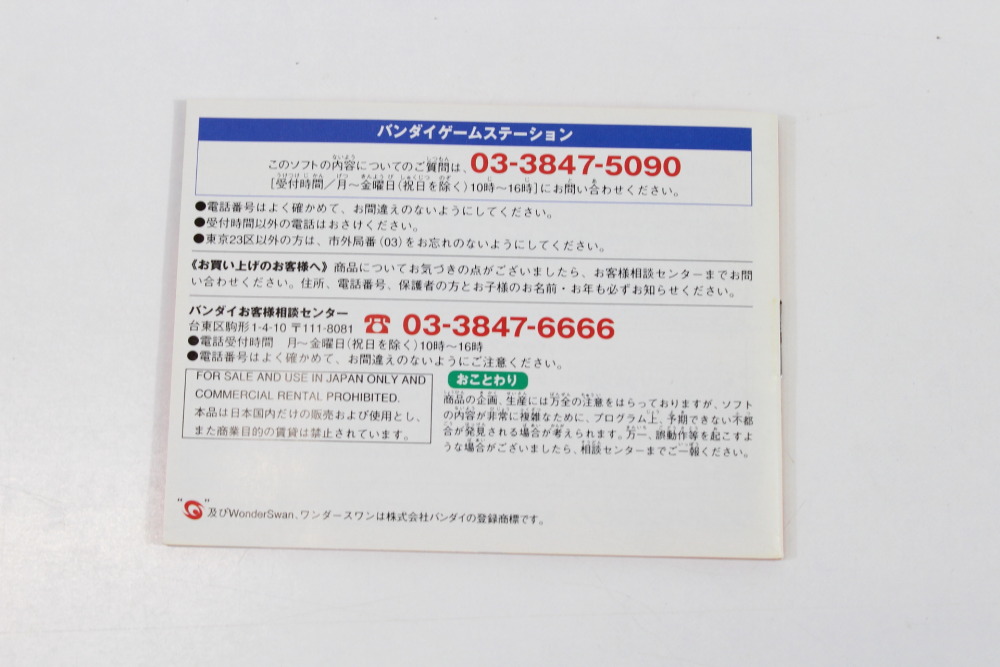 バンダイゲームステーション
このソフトの内容についてのご質問は、03-3847-5090
[受付時間/月～金曜日(祝日を除く)10時～16時]にお問い合わせください。
●電話番号はよく確かめて、お間違えのないようにしてください。
●受付時間以外の電話はおさけください。
●東京23区以外の方は、市外局番(03)をお忘れのないようにしてください。
《お買い上げのお客様へ》商品についてお気づきの点がございましたら、お客様相談センターまでお問
い合わせください。住所、電話番号、保護者の方とお子様のお名前・お年も必ずお知らせください。
バンダイお客様相談センター
台東区駒形1-4-10 〒111-8081 ☎ 03-3847-6666
●電話受付時間 月～金曜日(祝日を除く)10時～16時
●電話番号はよく確かめて、お間違えのないようにご注意ください。
FOR SALE AND USE IN JAPAN ONLY AND
COMMERCIAL RENTAL PROHIBITED.
本品は日本国内だけの販売および使用とし、
また商業目的の賃貸は禁止されています。
おことわり
商品の企画、生産には万全の注意をはらっておりますが、ソフト
の内容が非常に複雑なために、プログラム上、予期できない不都
合が発見される場合が考えられます。万一、誤動作等を起こすよ
うな場合がございましたら、相談センターまでご一報ください。
" "及びWonderSwan、ワンダースワンは株式会社バンダイの登録商標です。